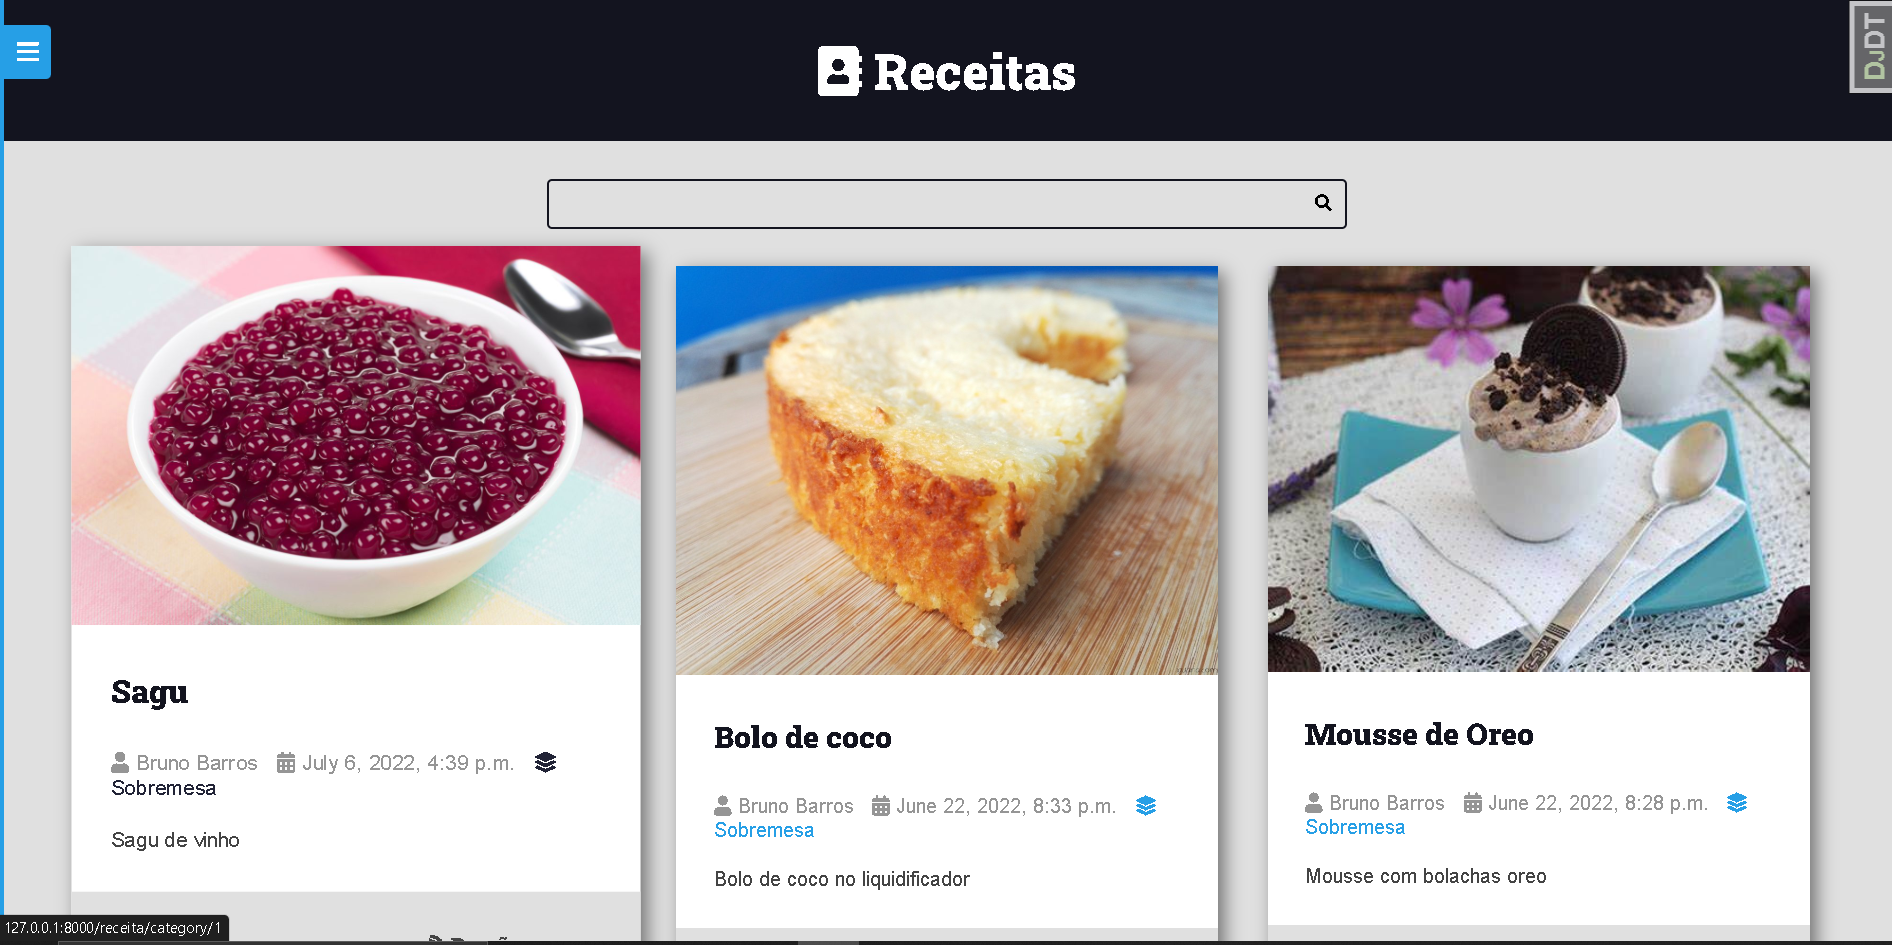 Receitas
DJDT
Sagu
Bruno Barros July 6, 2022, 4:39 p.m.
Sobremesa
Sagu de vinho
Bolo de coco
Bruno Barros June 22, 2022, 8:33 p.m.
Sobremesa
Bolo de coco no liquidificador
Mousse de Oreo
Bruno Barros June 22, 2022, 8:28 p.m.
Sobremesa
Mousse com bolachas oreo
127.0.0.1:8000/receita/category/1